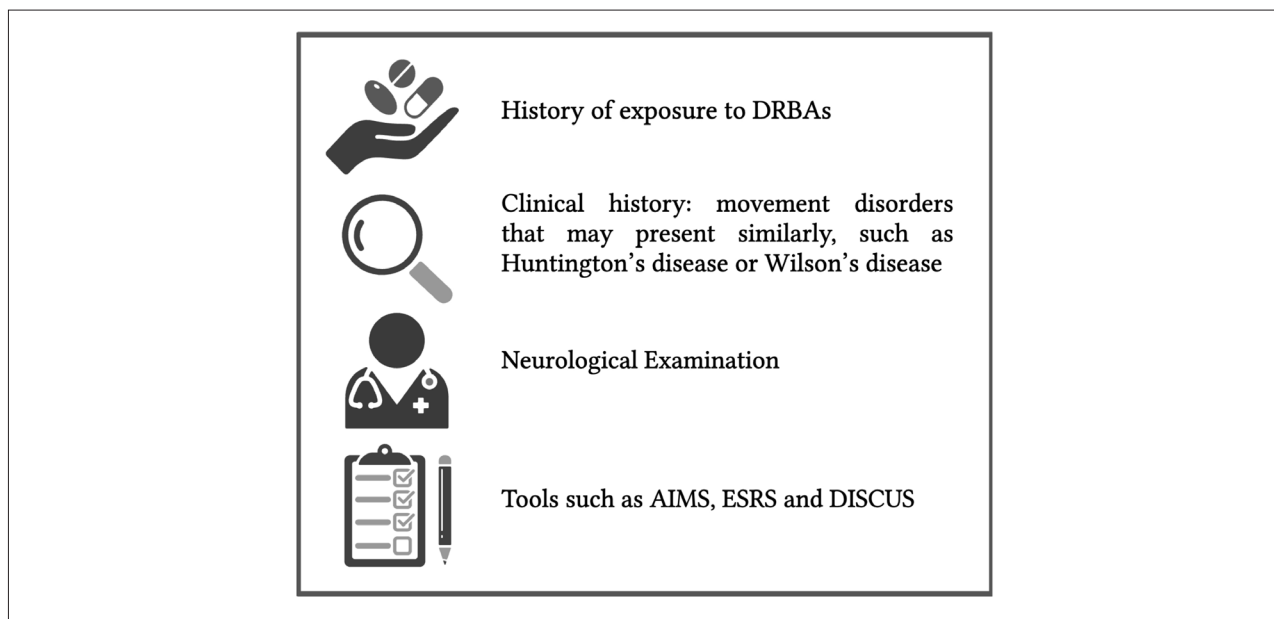 History of exposure to DRBAs
Clinical history: movement disorders
that may present similarly, such as
Huntington’s disease or Wilson’s disease
Neurological Examination
Tools such as AIMS, ESRS and DISCUS